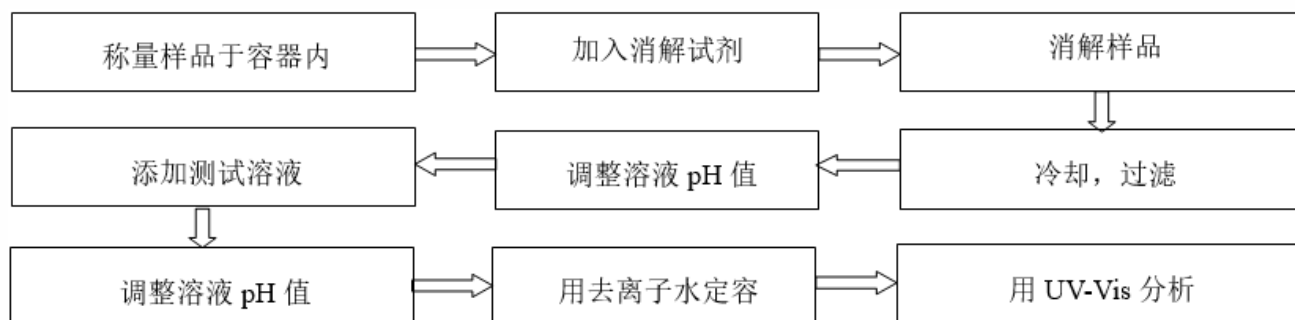 称量样品于容器内
加入消解试剂
消解样品
冷却，过滤
调整溶液 pH 值
添加测试溶液
调整溶液 pH 值
用去离子水定容
用 UV-Vis 分析